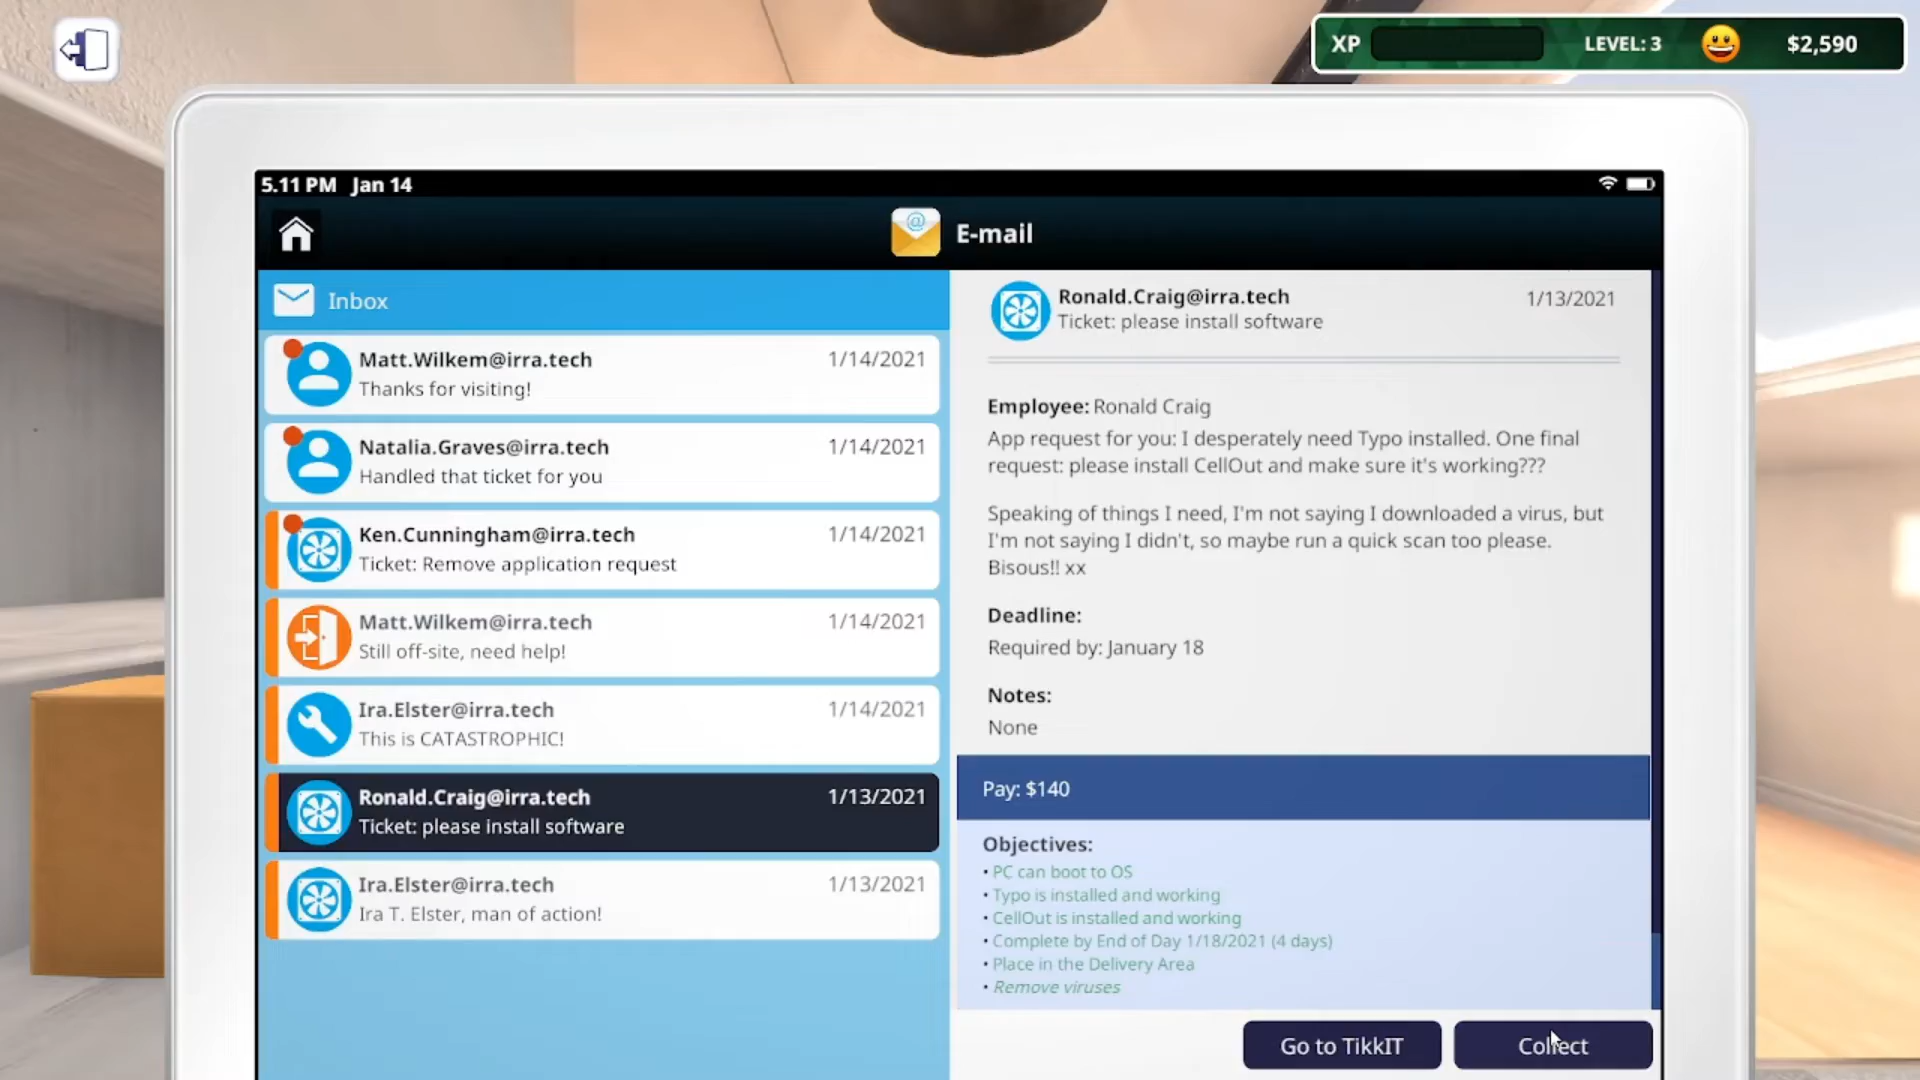 XP LEVEL: 3 $2,590
5.11 PM Jan 14
E-mail
Inbox
Matt.Wilkem@irra.tech 1/14/2021
Thanks for visiting!
Natalia.Graves@irra.tech 1/14/2021
Handled that ticket for you
Ken.Cunningham@irra.tech 1/14/2021
Ticket: Remove application request
Matt.Wilkem@irra.tech 1/14/2021
Still off-site, need help!
Ira.Elster@irra.tech 1/14/2021
This is CATASTROPHIC!
Ronald.Craig@irra.tech 1/13/2021
Ticket: please install software
Ira.Elster@irra.tech 1/13/2021
Ira T. Elster, man of action!
Ronald.Craig@irra.tech 1/13/2021
Ticket: please install software
Employee: Ronald Craig
App request for you: I desperately need Typo installed. One final
request: please install CellOut and make sure it's working???
Speaking of things I need, I'm not saying I downloaded a virus, but
I'm not saying I didn't, so maybe run a quick scan too please.
Bisous!! xx
Deadline:
Required by: January 18
Notes:
None
Pay: $140
Objectives:
• PC can boot to OS
• Typo is installed and working
• CellOut is installed and working
• Complete by End of Day 1/18/2021 (4 days)
• Place in the Delivery Area
• Remove viruses
Go to TikkIT
Collect